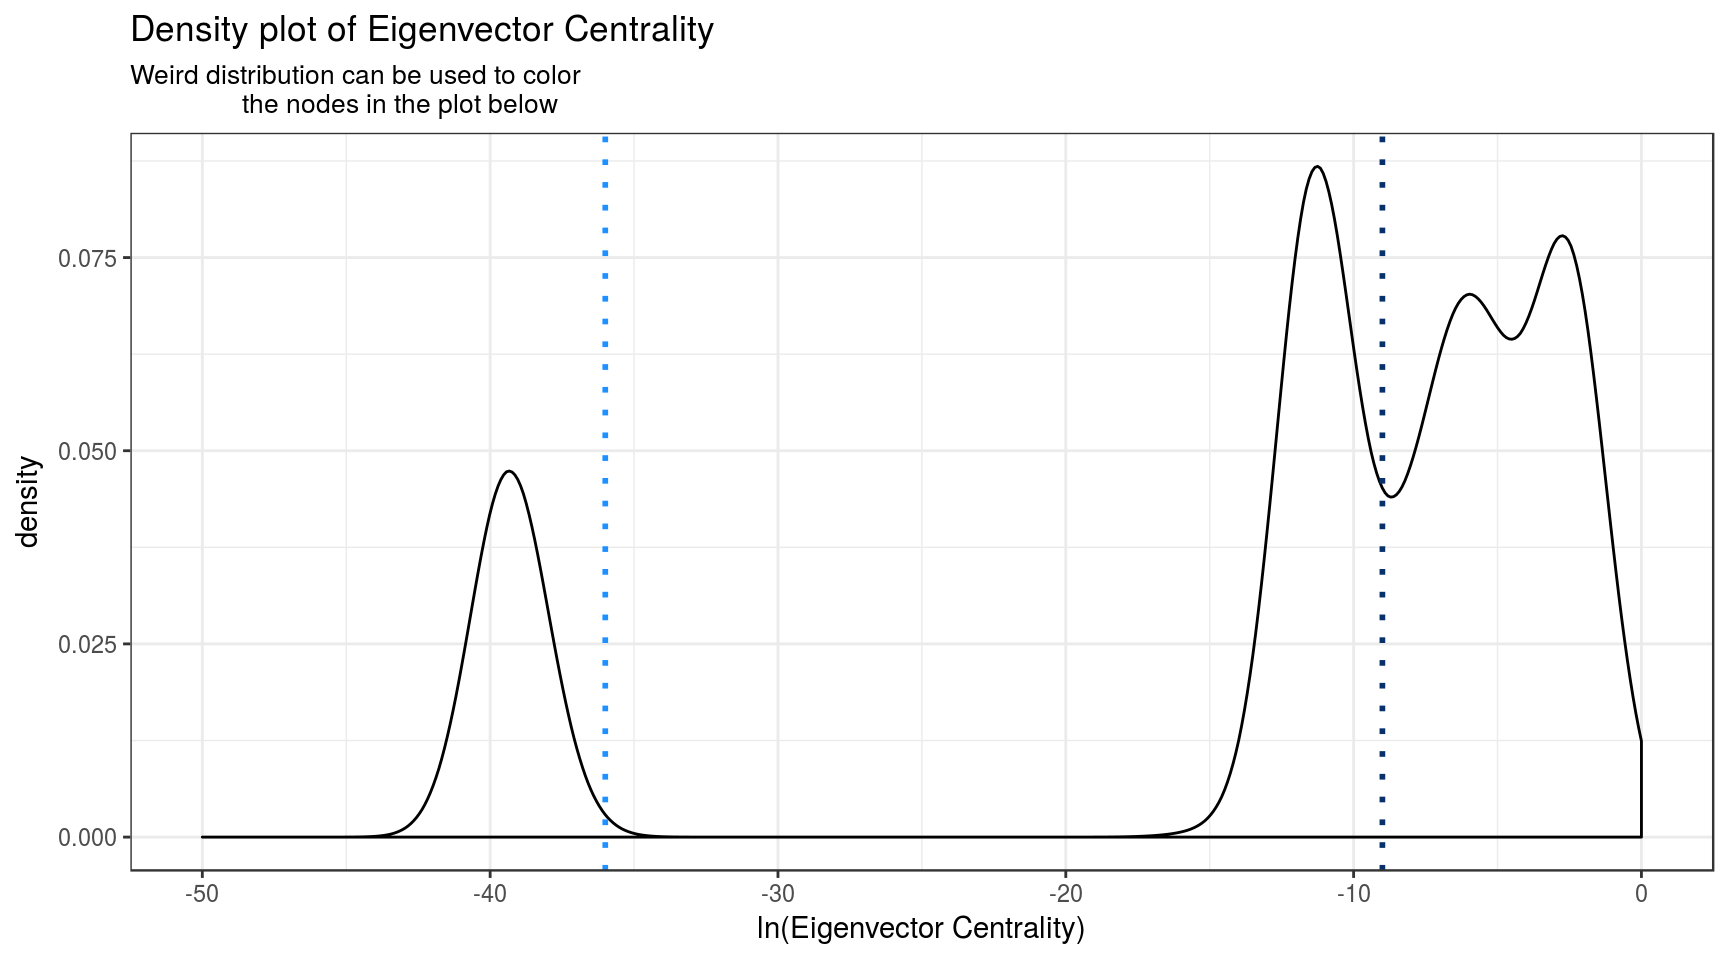 Density plot of Eigenvector Centrality
Weird distribution can be used to color
the nodes in the plot below
density
0.075
0.050
0.025
0.000
-50 -40 -30 -20 -10 0
ln(Eigenvector Centrality)